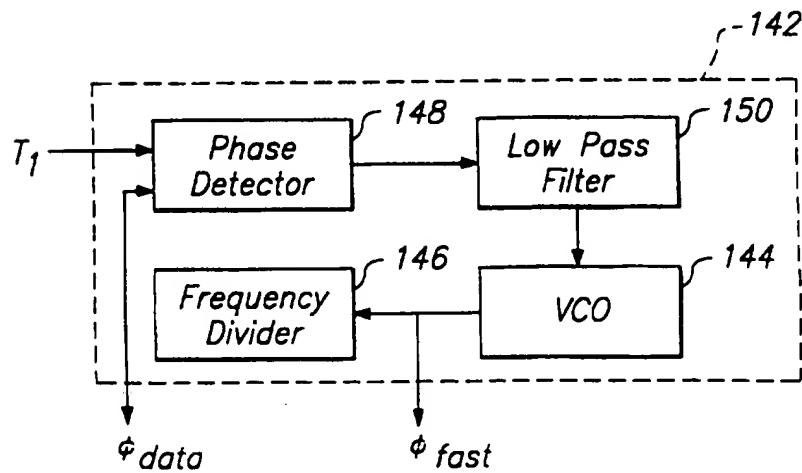 142
148
150
T1
Phase
Detector
Low Pass
Filter
146
144
Frequency
Divider
VCO
ϕdata
ϕfast